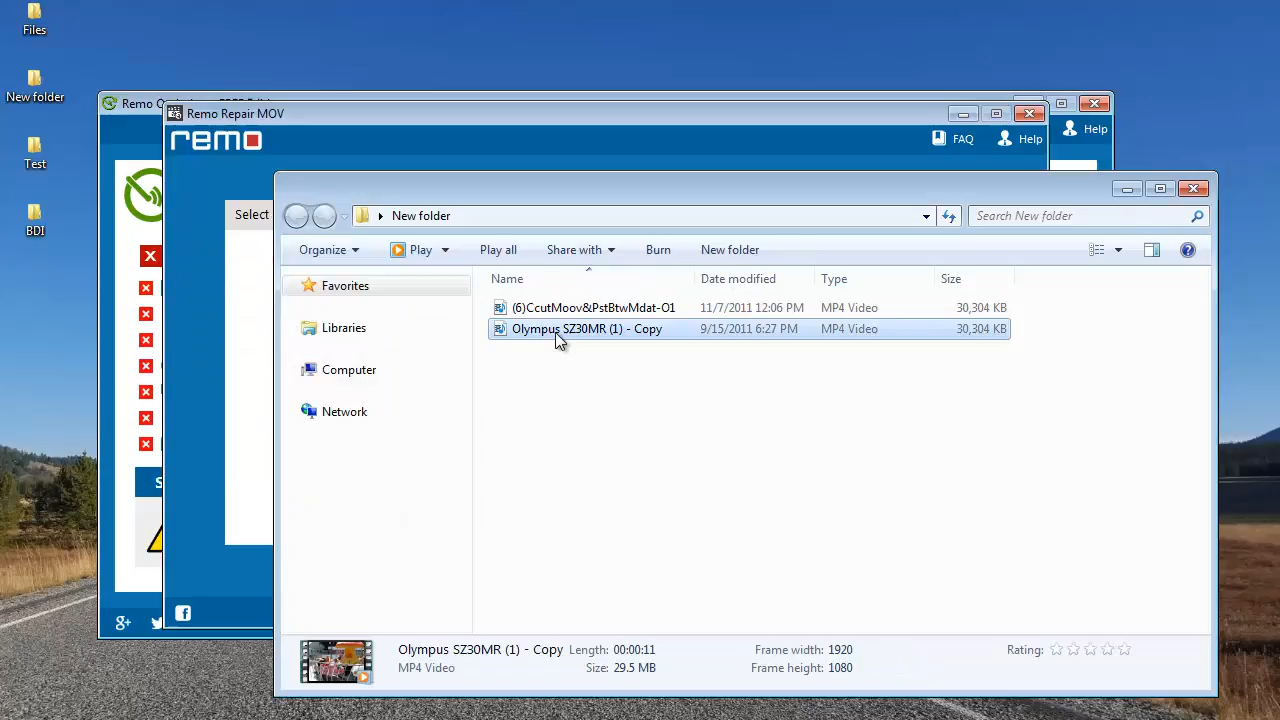 Files
New folder
Test
BDI
Remo O
Remo Repair MOV
remo
FAQ
Help
Help
Select
New folder
Search New folder
Organize
Play
Play all
Share with
Burn
New folder
Name
Date modified
Type
Size
Favorites
(6)CcutMoov&PstBtwMdat-O1
11/7/2011 12:06 PM
MP4 Video
30,304 KB
Libraries
Olympus SZ30MR (1) - Copy
9/15/2011 6:27 PM
MP4 Video
30,304 KB
Computer
Network
S
Olympus SZ30MR (1) - Copy
Length: 00:00:11
Frame width: 1920
Rating:
MP4 Video
Size: 29.5 MB
Frame height: 1080